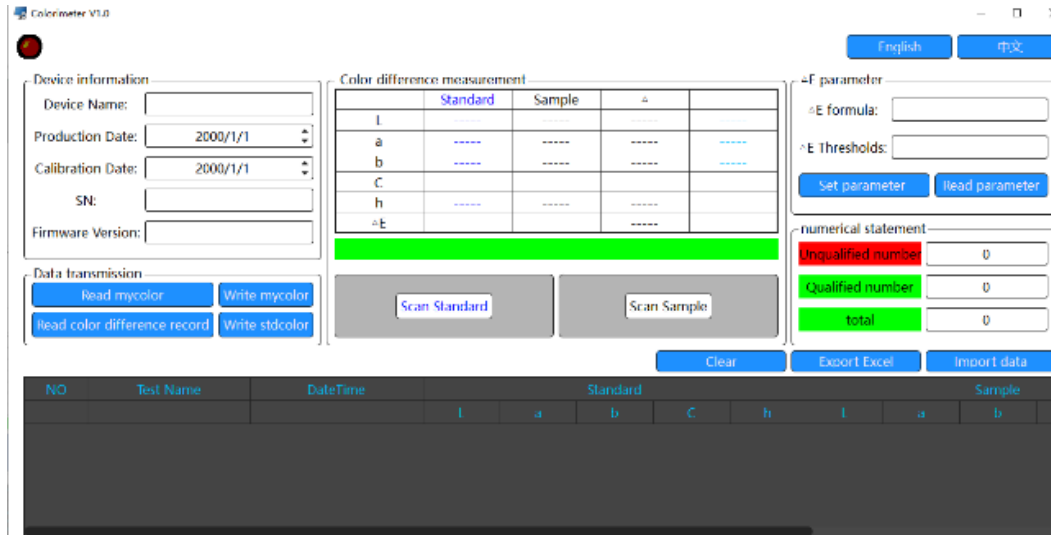 Colorimeter V1.0
English 中文
Device information
Device Name:
Production Date: 2000/1/1
Calibration Date: 2000/1/1
SN:
Firmware Version:
Data transmission
Read mycolor Write mycolor
Read color difference record Write stdcolor
Color difference measurement
Standard Sample △
L ----- ----- ----- -----
a ----- ----- ----- -----
b ----- ----- ----- -----
C
h ----- ----- -----
△E -----
Scan Standard Scan Sample
△E parameter
△E formula:
△E Thresholds:
Set parameter Read parameter
numerical statement
Unqualified number 0
Qualified number 0
total 0
Clear Export Excel Import data
NO Test Name DateTime Standard Sample
L a b C h L a b